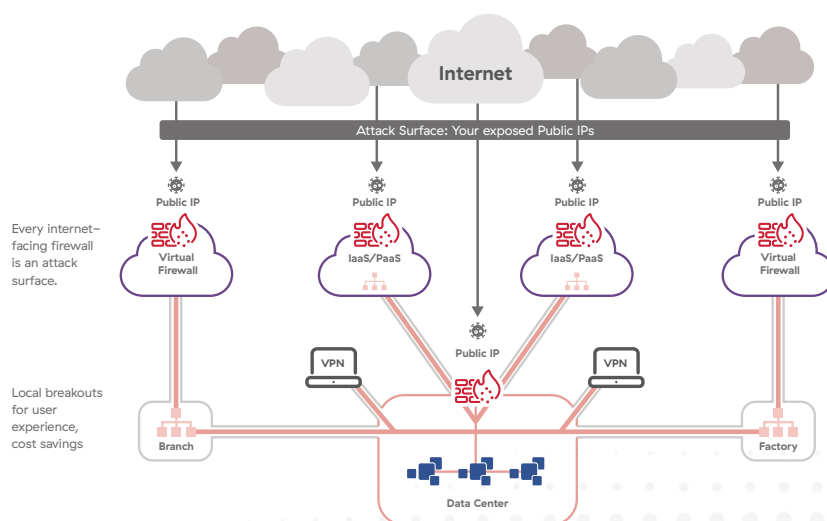 Internet
Attack Surface: Your exposed Public IPs
Public IP
Public IP
Public IP
Public IP
Every internet-
facing firewall
is an attack
surface.
Virtual
Firewall
IaaS/PaaS
IaaS/PaaS
Virtual
Firewall
Public IP
VPN
VPN
Local breakouts
for user
experience,
cost savings
Branch
Factory
Data Center